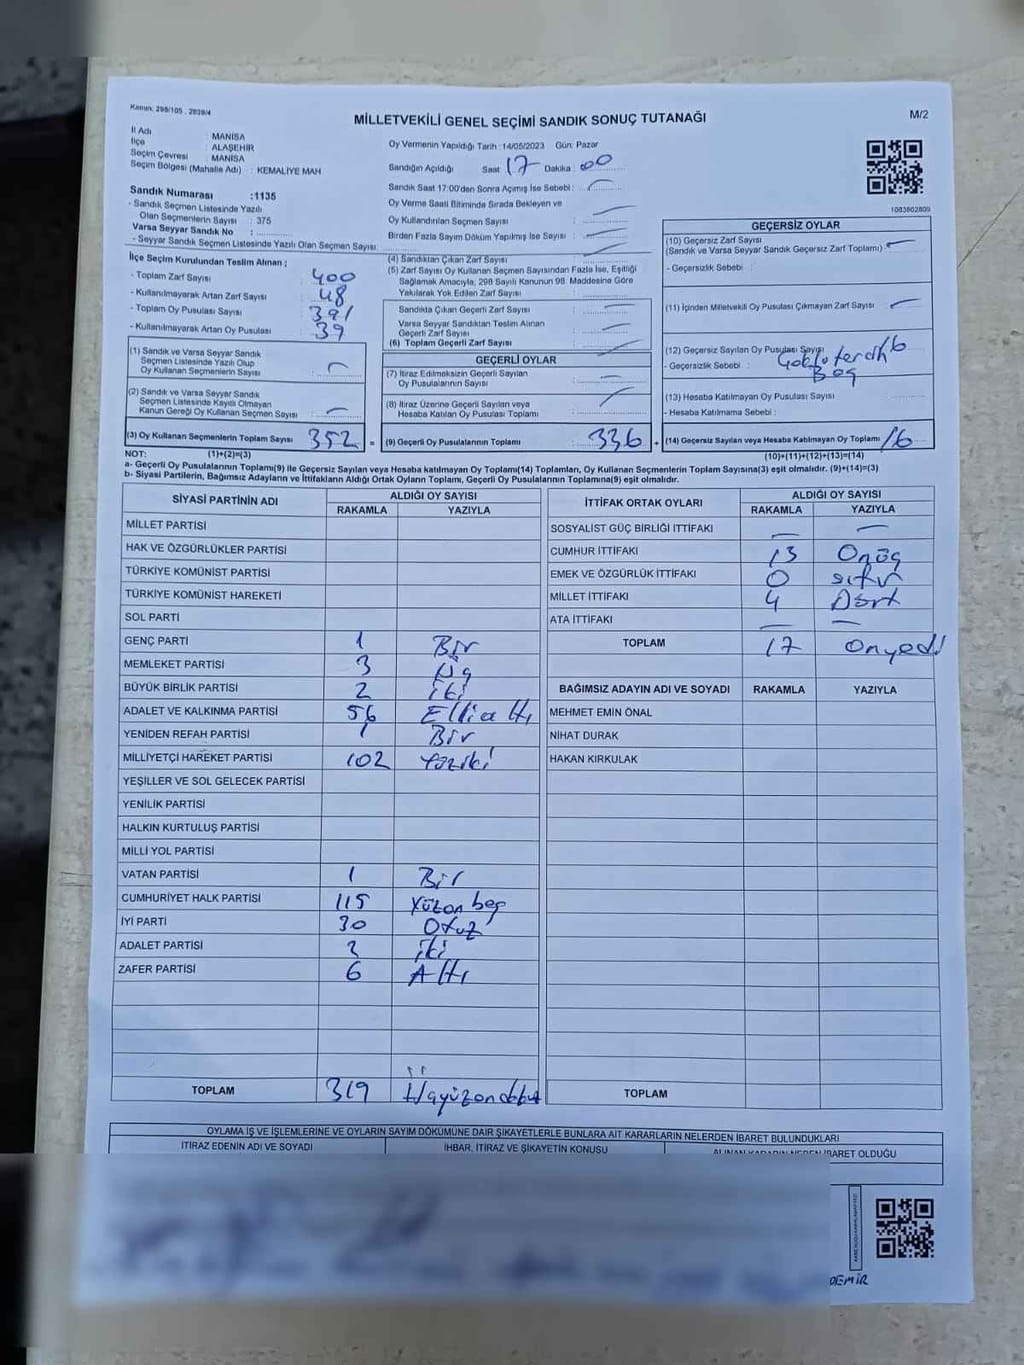 Kanun: 298/105 , 2839/4
MİLLETVEKİLİ GENEL SEÇİMİ SANDIK SONUÇ TUTANAĞI
M/2
İl Adı : MANİSA
İlçe : ALAŞEHİR
Seçim Çevresi : MANİSA
Seçim Bölgesi (Mahalle Adı) : KEMALİYE MAH
Oy Vermenin Yapıldığı Tarih :14/05/2023 Gün: Pazar
Sandığın Açıldığı Saat 17 Dakika :00
Sandık Saat 17:00'den Sonra Açılmış İse Sebebi :
Oy Verme Saati Bitiminde Sırada Bekleyen ve
Oy Kullandırılan Seçmen Sayısı
Birden Fazla Sayım Döküm Yapılmış İse Sayısı :
Sandık Numarası :1135
- Sandık Seçmen Listesinde Yazılı
Olan Seçmenlerin Sayısı : 375
Varsa Seyyar Sandık No :
- Seyyar Sandık Seçmen Listesinde Yazılı Olan Seçmen Sayısı:
1083802809
İlçe Seçim Kurulundan Teslim Alınan ;
- Toplam Zarf Sayısı : 400
- Kullanılmayarak Artan Zarf Sayısı : 48
- Toplam Oy Pusulası Sayısı : 391
- Kullanılmayarak Artan Oy Pusulası : 39
(1) Sandık ve Varsa Seyyar Sandık
Seçmen Listesinde Yazılı Olup
Oy Kullanan Seçmenlerin Sayısı :
(2) Sandık ve Varsa Seyyar Sandık
Seçmen Listesinde Kayıtlı Olmayan
Kanun Gereği Oy Kullanan Seçmen Sayısı :
(3) Oy Kullanan Seçmenlerin Toplam Sayısı 352 =
(4) Sandıktan Çıkan Zarf Sayısı :
(5) Zarf Sayısı Oy Kullanan Seçmen Sayısından Fazla İse, Eşitliği
Sağlamak Amacıyla, 298 Sayılı Kanunun 98. Maddesine Göre
Yakılarak Yok Edilen Zarf Sayısı :
Sandıkta Çıkan Geçerli Zarf Sayısı :
Varsa Seyyar Sandıktan Teslim Alınan
Geçerli Zarf Sayısı
(6) Toplam Geçerli Zarf Sayısı :
GEÇERLİ OYLAR
(7) İtiraz Edilmeksizin Geçerli Sayılan
Oy Pusulalarının Sayısı :
(8) İtiraz Üzerine Geçerli Sayılan veya
Hesaba Katılan Oy Pusulası Toplamı :
(9) Geçerli Oy Pusulalarının Toplamı : 336 +
GEÇERSİZ OYLAR
(10) Geçersiz Zarf Sayısı
(Sandık ve Varsa Seyyar Sandık Geçersiz Zarf Toplamı) :
- Geçersizlik Sebebi :
(11) İçinden Milletvekili Oy Pusulası Çıkmayan Zarf Sayısı :
(12) Geçersiz Sayılan Oy Pusulası Sayısı 16
- Geçersizlik Sebebi : Çoklu tercih
Boş
(13) Hesaba Katılmayan Oy Pusulası Sayısı
- Hesaba Katılmama Sebebi :
(14) Geçersiz Sayılan veya Hesaba Katılmayan Oy Toplamı 16
NOT: (1)+(2)=(3) (10)+(11)+(12)+(13)=(14)
a- Geçerli Oy Pusulalarının Toplamı(9) ile Geçersiz Sayılan veya Hesaba katılmayan Oy Toplamı(14) Toplamları, Oy Kullanan Seçmenlerin Toplam Sayısına(3) eşit olmalıdır. (9)+(14)=(3)
b- Siyasi Partilerin, Bağımsız Adayların ve İttifakların Aldığı Ortak Oyların Toplamı, Geçerli Oy Pusulalarının Toplamına(9) eşit olmalıdır.
SİYASİ PARTİNİN ADI ALDIĞI OY SAYISI
RAKAMLA YAZIYLA
MİLLET PARTİSİ
HAK VE ÖZGÜRLÜKLER PARTİSİ
TÜRKİYE KOMÜNİST PARTİSİ
TÜRKİYE KOMÜNİST HAREKETİ
SOL PARTİ
GENÇ PARTİ 1 Bir
MEMLEKET PARTİSİ 3 Üç
BÜYÜK BİRLİK PARTİSİ 2 iki
ADALET VE KALKINMA PARTİSİ 56 Elli altı
YENİDEN REFAH PARTİSİ 1 Bir
MİLLİYETÇİ HAREKET PARTİSİ 102 Yüziki
YEŞİLLER VE SOL GELECEK PARTİSİ
YENİLİK PARTİSİ
HALKIN KURTULUŞ PARTİSİ
MİLLİ YOL PARTİSİ
VATAN PARTİSİ 1 Bir
CUMHURİYET HALK PARTİSİ 115 Yüzon beş
İYİ PARTİ 30 Otuz
ADALET PARTİSİ 2 iki
ZAFER PARTİSİ 6 Altı
TOPLAM 319 Üçyüzondokuz
İTTİFAK ORTAK OYLARI ALDIĞI OY SAYISI
RAKAMLA YAZIYLA
SOSYALİST GÜÇ BİRLİĞİ İTTİFAKI
CUMHUR İTTİFAKI 13 Onüç
EMEK VE ÖZGÜRLÜK İTTİFAKI 0 sıfır
MİLLET İTTİFAKI 4 Dört
ATA İTTİFAKI
TOPLAM 17 onyedi
BAĞIMSIZ ADAYIN ADI VE SOYADI RAKAMLA YAZIYLA
MEHMET EMİN ÖNAL
NİHAT DURAK
HAKAN KIRKULAK
TOPLAM
OYLAMA İŞ VE İŞLEMLERİNE VE OYLARIN SAYIM DÖKÜMÜNE DAİR ŞİKAYETLERLE BUNLARA AİT KARARLARIN NELERDEN İBARET BULUNDUKLARI
İTİRAZ EDENİN ADI VE SOYADI İHBAR, İTİRAZ VE ŞİKAYETİN KONUSU ALINAN KARARIN NEDEN İBARET OLDUĞU
DEMİR